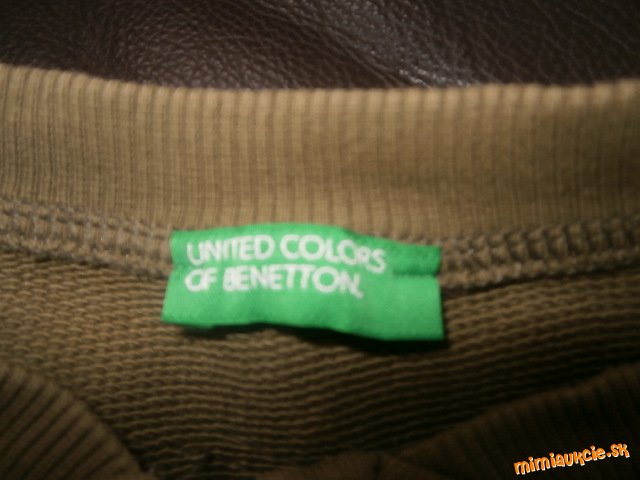 UNITED COLORS
OF BENETTON.
mimiaukcie.sk